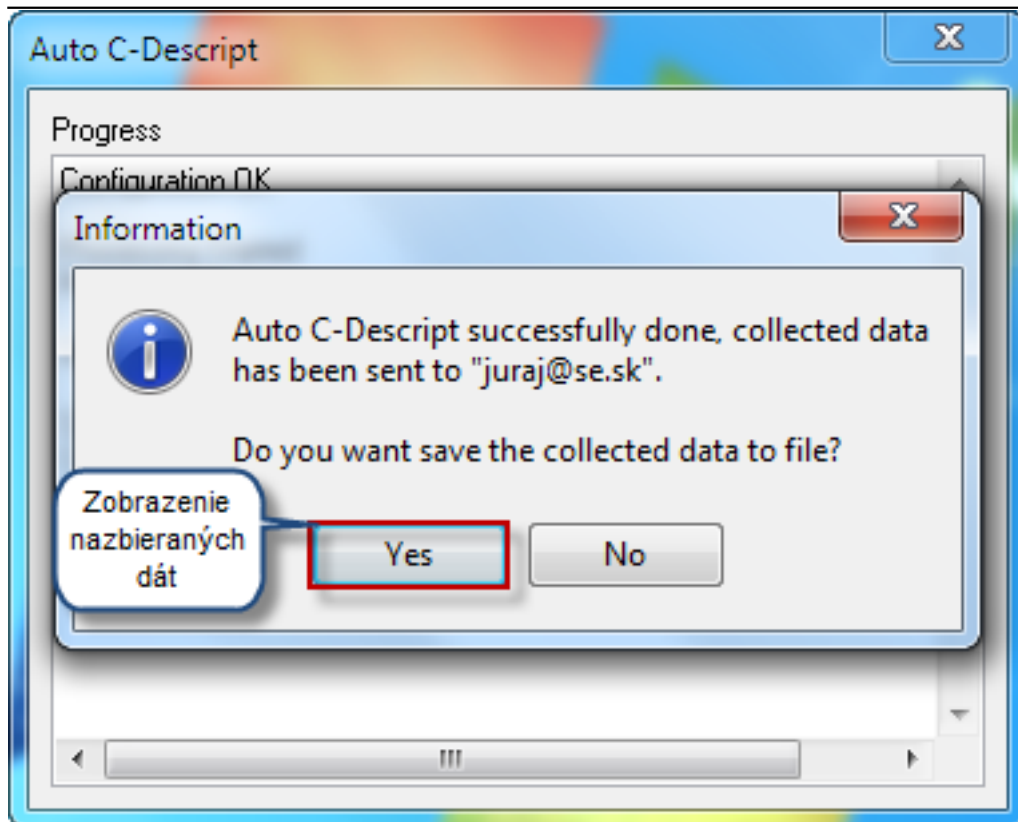 Auto C-Descript
Progress
Configuration OK
Information
Auto C-Descript successfully done, collected data
has been sent to "juraj@se.sk".
Do you want save the collected data to file?
Zobrazenie
nazbieraných
dát
Yes
No